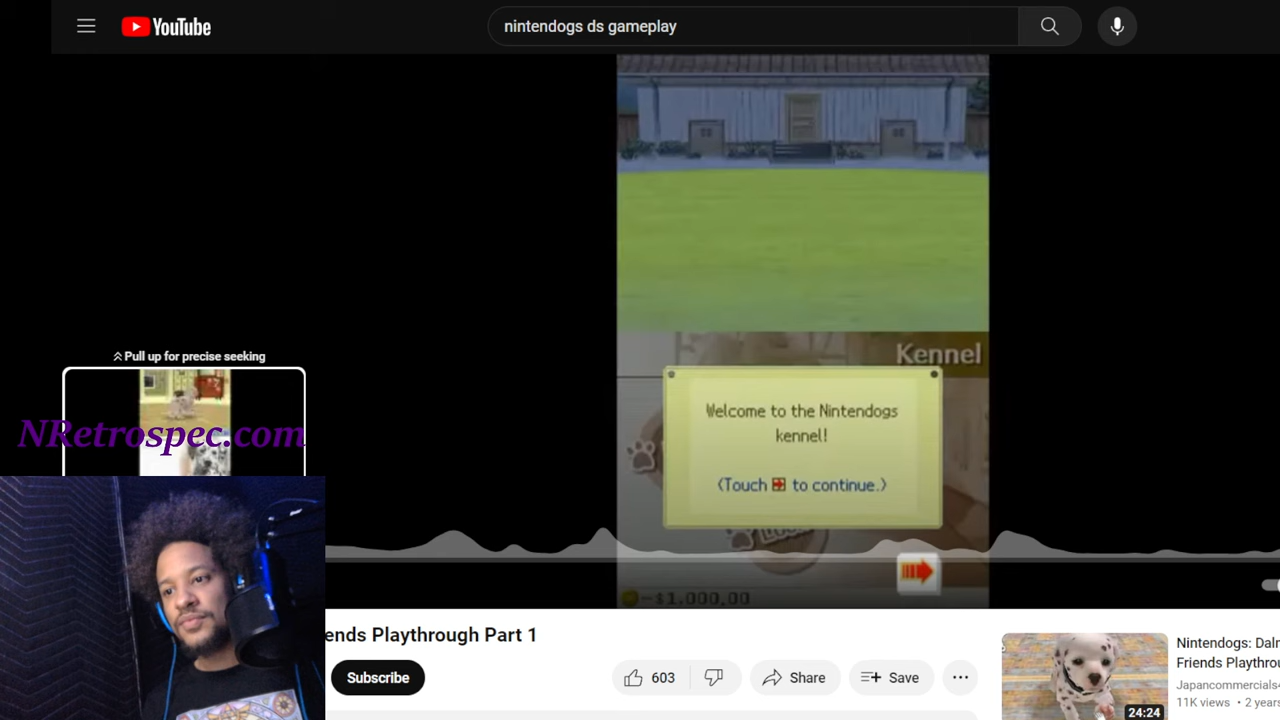 YouTube
nintendogs ds gameplay
Kennel
Welcome to the Nintendogs
kennel!
(Touch to continue.)
$1,000.00
Pull up for precise seeking
NRetrospec.com
ends Playthrough Part 1
Subscribe
603
Share
Save
24:24
Nintendogs: Dal
Friends Playthrou
Japancommercials4
11K views • 2 years